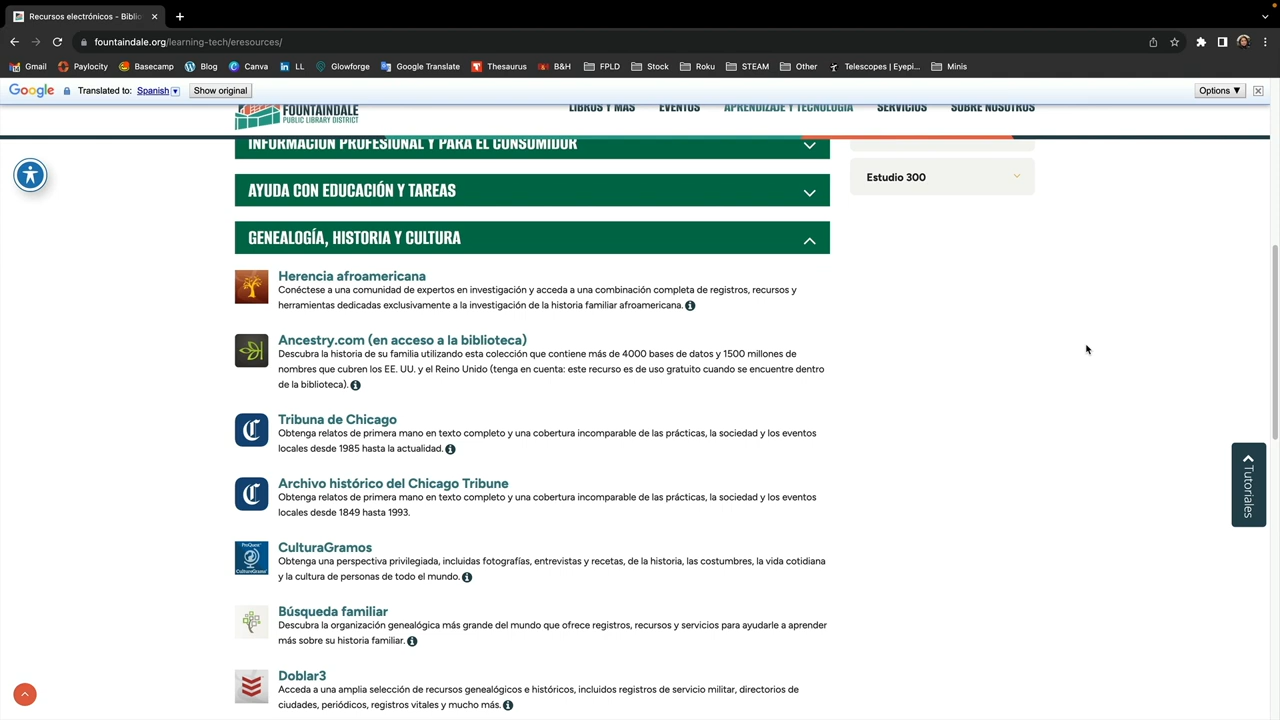 Recursos electrónicos - Biblio
fountaindale.org/learning-tech/eresources/
Gmail Paylocity Basecamp Blog Canva LL Glowforge Google Translate Thesaurus B&H FPLD Stock Roku STEAM Other Telescopes | Eyepi... Minis
Google Translated to: Spanish Show original Options ▼
FOUNTAINDALE
PUBLIC LIBRARY DISTRICT
LIBROS Y MÁS EVENTOS APRENDIZAJE Y TECNOLOGÍA SERVICIOS SOBRE NOSOTROS
INFORMACIÓN PROFESIONAL Y PARA EL CONSUMIDOR
Estudio 300
AYUDA CON EDUCACIÓN Y TAREAS
GENEALOGÍA, HISTORIA Y CULTURA
Herencia afroamericana
Conéctese a una comunidad de expertos en investigación y acceda a una combinación completa de registros, recursos y
herramientas dedicadas exclusivamente a la investigación de la historia familiar afroamericana.
Ancestry.com (en acceso a la biblioteca)
Descubra la historia de su familia utilizando esta colección que contiene más de 4000 bases de datos y 1500 millones de
nombres que cubren los EE. UU. y el Reino Unido (tenga en cuenta: este recurso es de uso gratuito cuando se encuentre dentro
de la biblioteca).
Tribuna de Chicago
Obtenga relatos de primera mano en texto completo y una cobertura incomparable de las prácticas, la sociedad y los eventos
locales desde 1985 hasta la actualidad.
Archivo histórico del Chicago Tribune
Obtenga relatos de primera mano en texto completo y una cobertura incomparable de las prácticas, la sociedad y los eventos
locales desde 1849 hasta 1993.
ProQuest
CultureGrams
CulturaGramos
Obtenga una perspectiva privilegiada, incluidas fotografías, entrevistas y recetas, de la historia, las costumbres, la vida cotidiana
y la cultura de personas de todo el mundo.
Búsqueda familiar
Descubra la organización genealógica más grande del mundo que ofrece registros, recursos y servicios para ayudarle a aprender
más sobre su historia familiar.
Doblar3
Acceda a una amplia selección de recursos genealógicos e históricos, incluidos registros de servicio militar, directorios de
ciudades, periódicos, registros vitales y mucho más.
Tutoriales